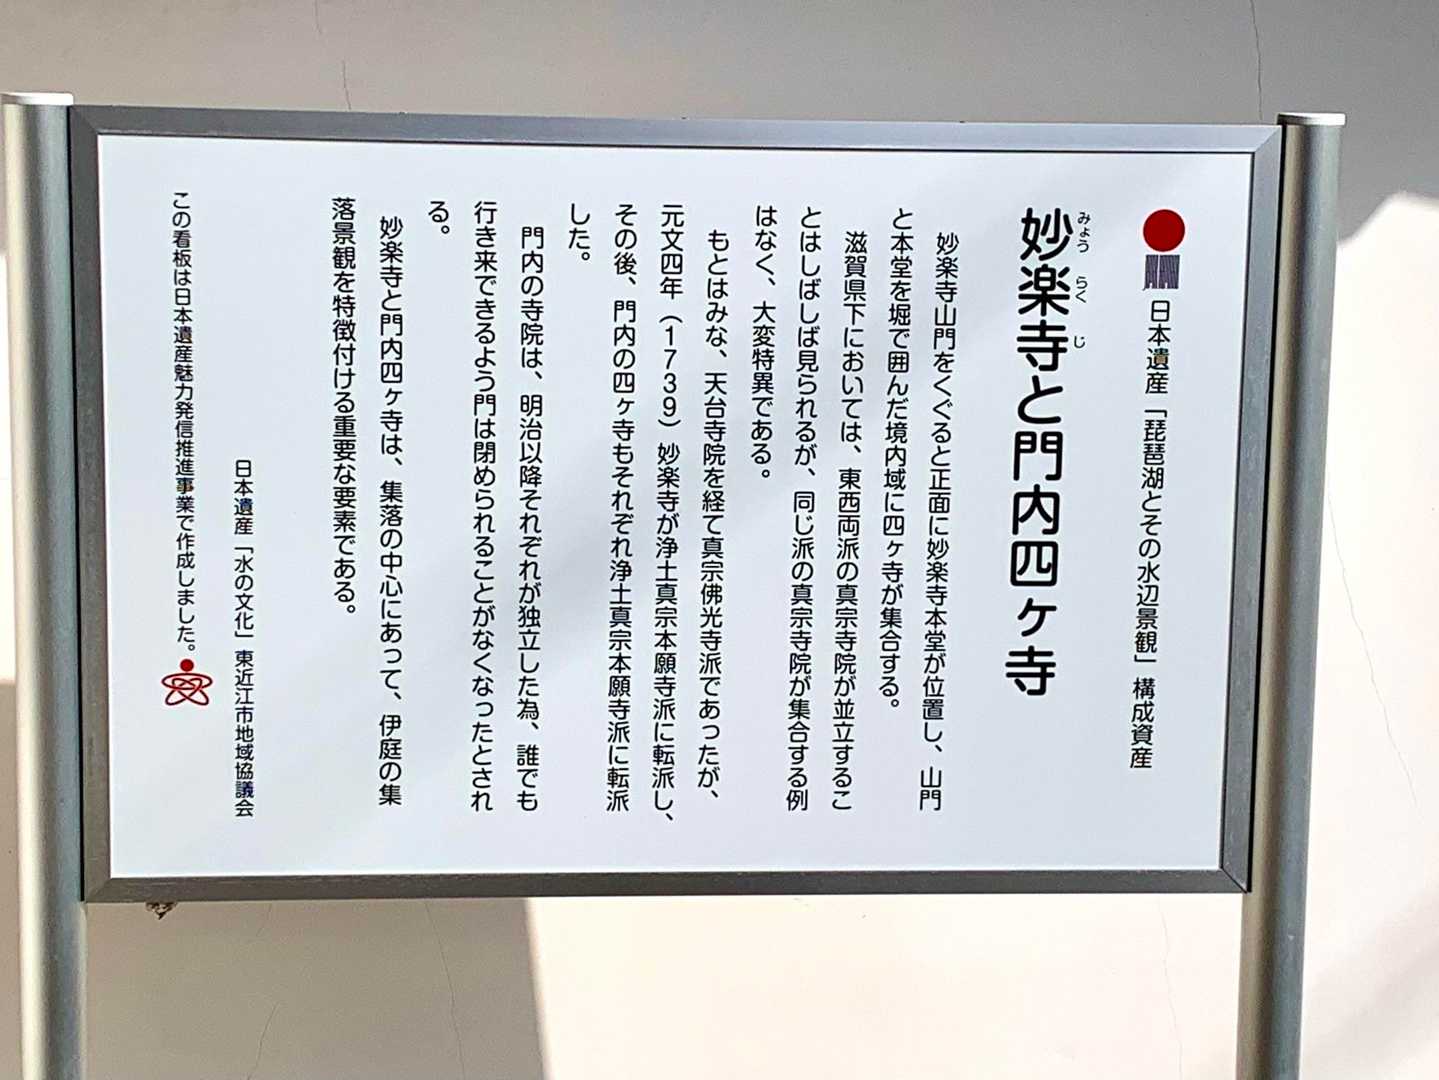 日本遺産「琵琶湖とその水辺景観」構成資産
みょう らく じ
妙楽寺と門内四ヶ寺
妙楽寺山門をくぐると正面に妙楽寺本堂が位置し、山門
と本堂を堀で囲んだ境内域に四ヶ寺が集合する。
滋賀県下においては、東西両派の真宗寺院が並立するこ
とはしばしば見られるが、同じ派の真宗寺院が集合する例
はなく、大変特異である。
もとはみな、天台寺院を経て真宗佛光寺派であったが、
元文四年（1739）妙楽寺が浄土真宗本願寺派に転派し、
その後、門内の四ヶ寺もそれぞれ浄土真宗本願寺派に転派
した。
門内の寺院は、明治以降それぞれが独立した為、誰でも
行き来できるよう門は閉められることがなくなったとされ
る。
妙楽寺と門内四ヶ寺は、集落の中心にあって、伊庭の集
落景観を特徴付ける重要な要素である。
日本遺産「水の文化」東近江市地域協議会
この看板は日本遺産魅力発信推進事業で作成しました。